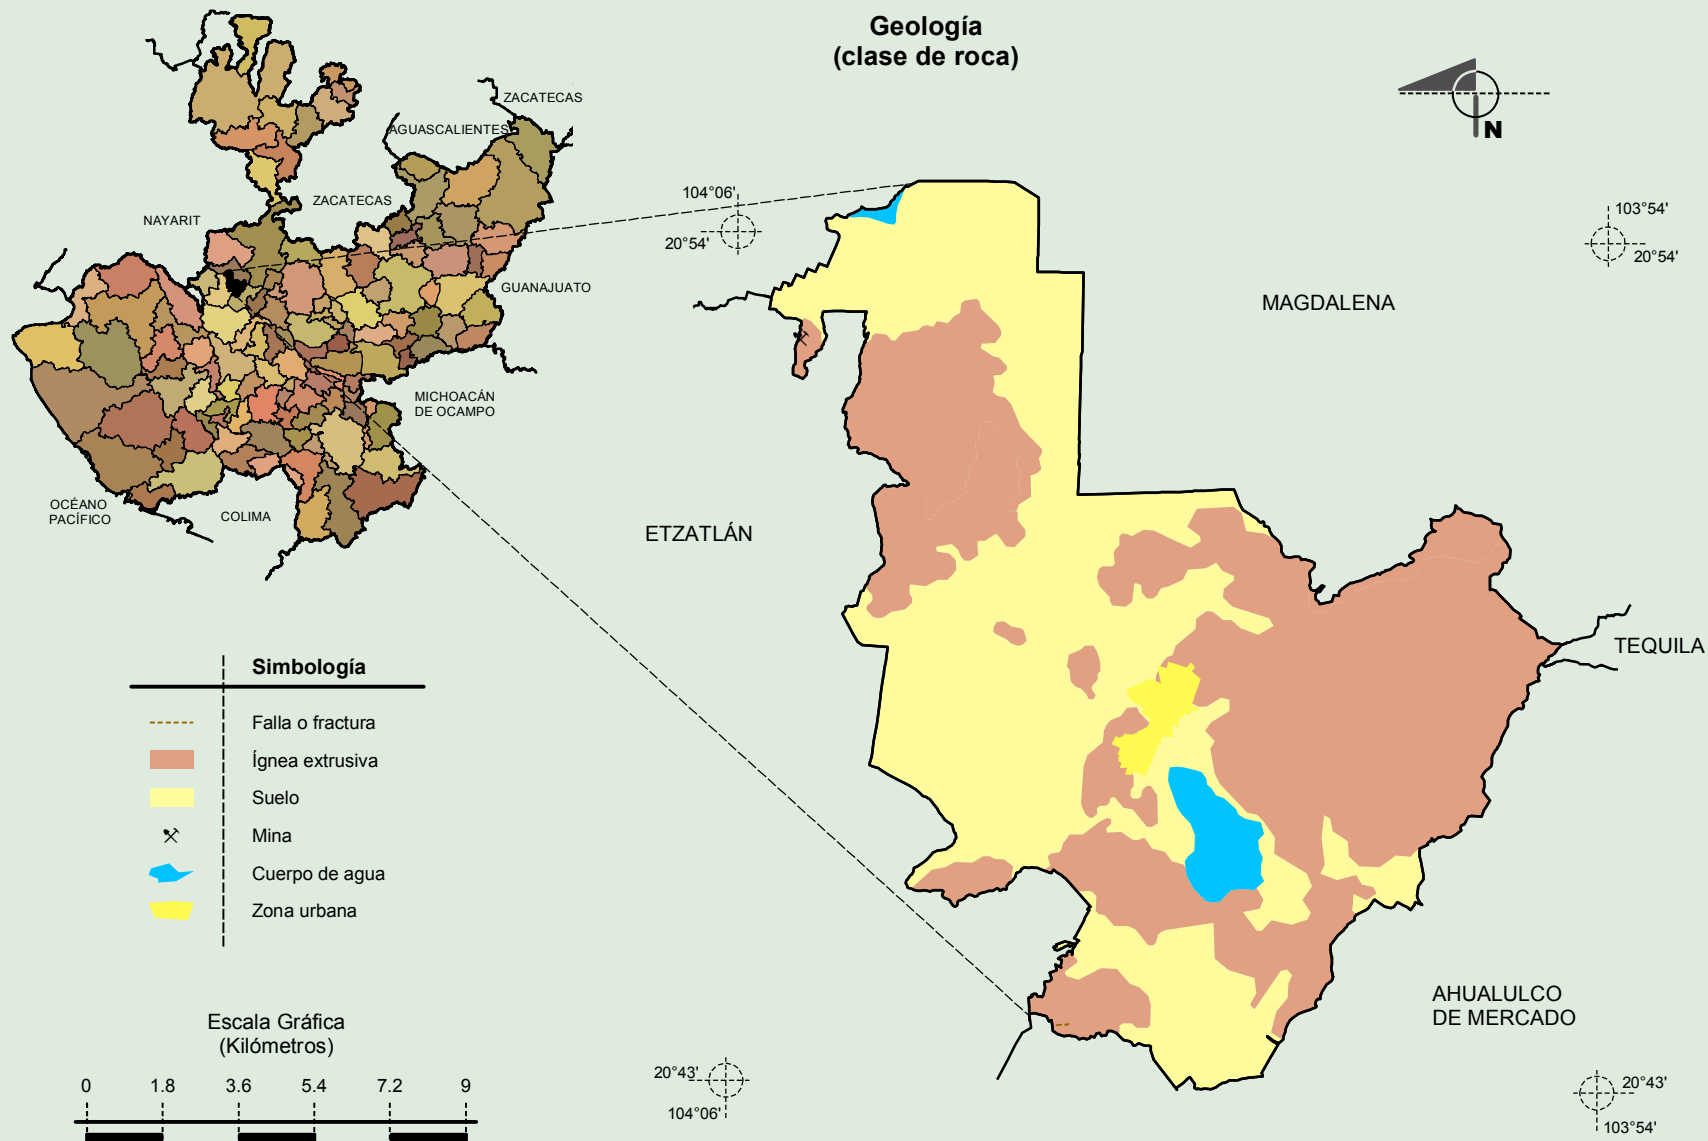 Geología
(clase de roca)
N
ZACATECAS
AGUASCALIENTES
ZACATECAS
NAYARIT
GUANAJUATO
MICHOACÁN
DE OCAMPO
OCÉANO
PACÍFICO
COLIMA
104°06'
20°54'
103°54'
20°54'
MAGDALENA
ETZATLÁN
TEQUILA
AHUALULCO
DE MERCADO
Simbología
Falla o fractura
Ígnea extrusiva
Suelo
Mina
Cuerpo de agua
Zona urbana
Escala Gráfica
(Kilómetros)
0 1.8 3.6 5.4 7.2 9
20°43'
104°06'
20°43'
103°54'